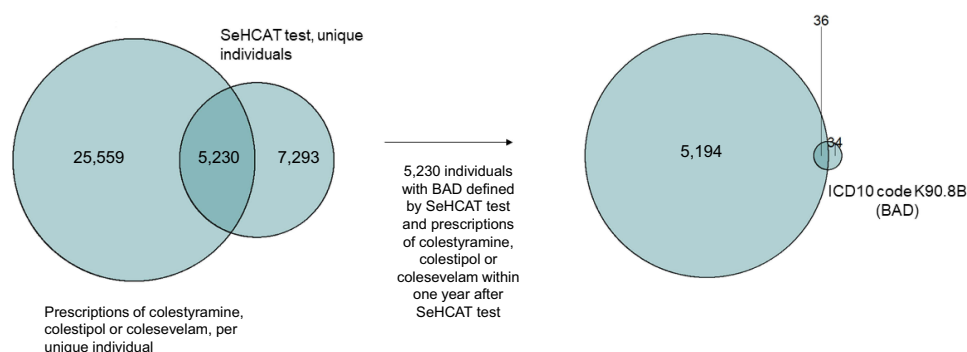 SeHCAT test, unique
individuals
25,559
5,230
7,293
Prescriptions of colestyramine,
colestipol or colesevelam, per
unique individual
5,230 individuals
with BAD defined
by SeHCAT test
and prescriptions
of colestyramine,
colestipol or
colesevelam within
one year after
SeHCAT test
36
5,194
34
ICD10 code K90.8B
(BAD)